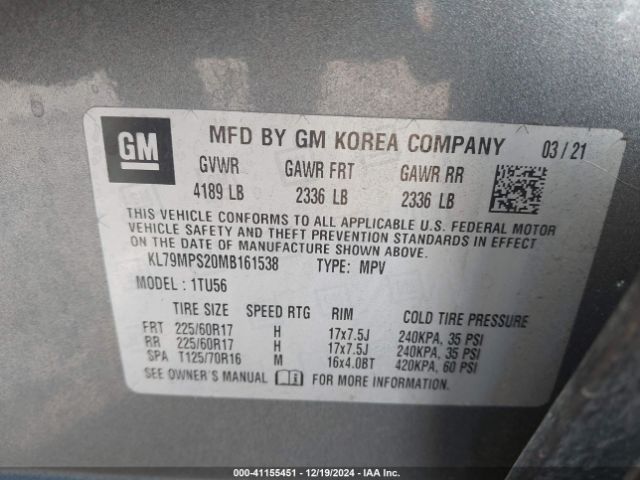 GM
MFD BY GM KOREA COMPANY 03/21
GVWR GAWR FRT GAWR RR
4189 LB 2336 LB 2336 LB
THIS VEHICLE CONFORMS TO ALL APPLICABLE U.S. FEDERAL MOTOR
VEHICLE SAFETY AND THEFT PREVENTION STANDARDS IN EFFECT
ON THE DATE OF MANUFACTURE SHOWN ABOVE.
KL79MPS20MB161538 TYPE: MPV
MODEL: 1TU56
TIRE SIZE SPEED RTG RIM COLD TIRE PRESSURE
FRT 225/60R17 H 17x7.5J 240KPA, 35 PSI
RR 225/60R17 H 17x7.5J 240KPA, 35 PSI
SPA T125/70R16 M 16x4.0BT 420KPA, 60 PSI
SEE OWNER'S MANUAL FOR MORE INFORMATION.
000-41155451 - 12/19/2024 - IAA